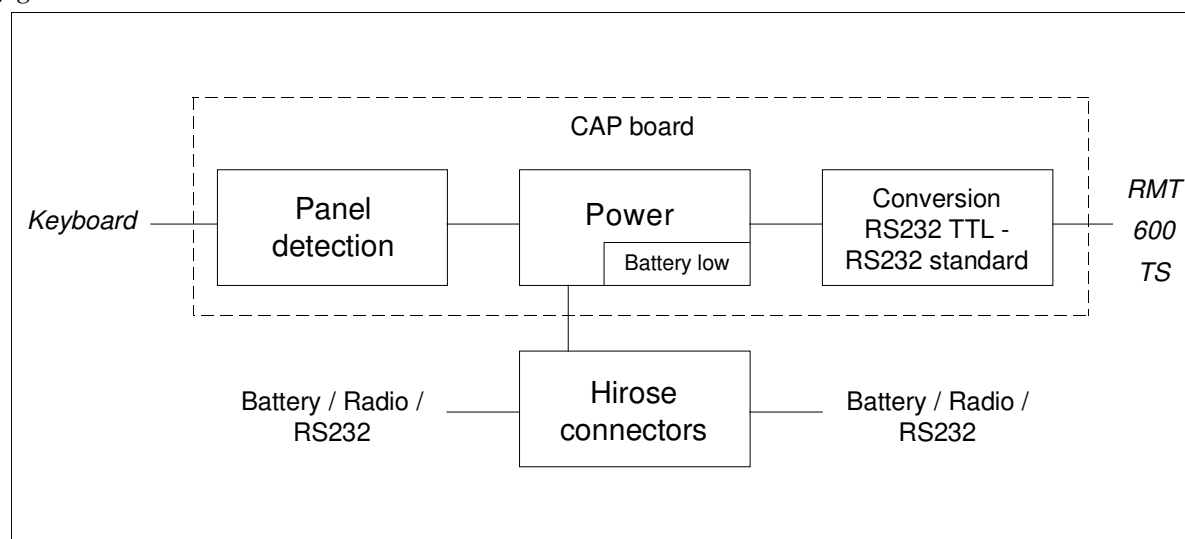 CAP board
Keyboard
Panel
detection
Power
Battery low
Conversion
RS232 TTL -
RS232 standard
RMT
600
TS
Battery / Radio /
RS232
Hirose
connectors
Battery / Radio /
RS232